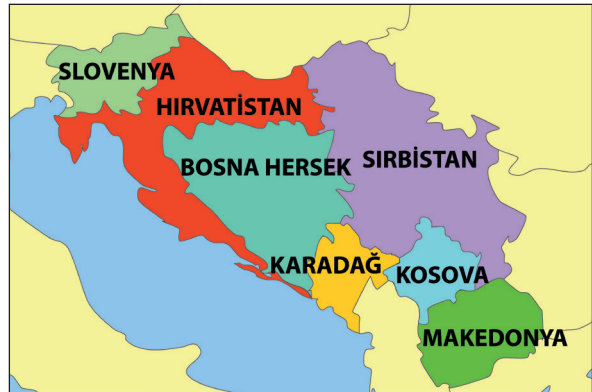 SLOVENYA
HIRVATİSTAN
BOSNA HERSEK
SIRBİSTAN
KARADAĞ
KOSOVA
MAKEDONYA